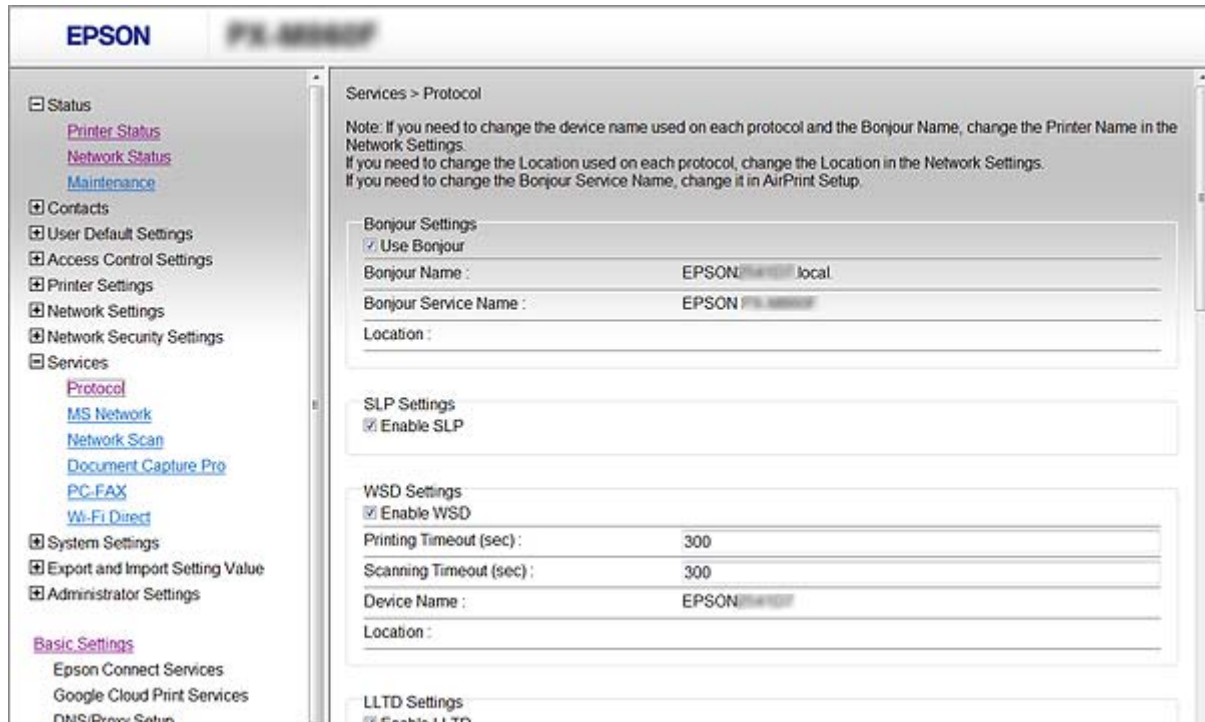 EPSON
Status
Printer Status
Network Status
Maintenance
Contacts
User Default Settings
Access Control Settings
Printer Settings
Network Settings
Network Security Settings
Services
Protocol
MS Network
Network Scan
Document Capture Pro
PC-FAX
Wi-Fi Direct
System Settings
Export and Import Setting Value
Administrator Settings
Basic Settings
Epson Connect Services
Google Cloud Print Services
DNS/Proxy Setup
Services > Protocol
Note: If you need to change the device name used on each protocol and the Bonjour Name, change the Printer Name in the
Network Settings.
If you need to change the Location used on each protocol, change the Location in the Network Settings.
If you need to change the Bonjour Service Name, change it in AirPrint Setup.
Bonjour Settings
Use Bonjour
Bonjour Name : EPSON .local.
Bonjour Service Name : EPSON
Location :
SLP Settings
Enable SLP
WSD Settings
Enable WSD
Printing Timeout (sec) : 300
Scanning Timeout (sec) : 300
Device Name : EPSON
Location :
LLTD Settings
Enable LLTD